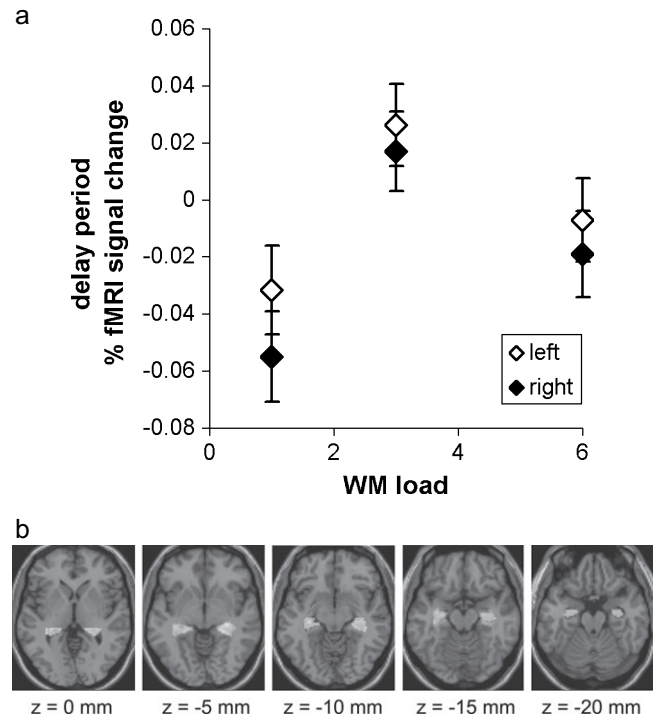 a
delay period
% fMRI signal change
0.06
0.04
0.02
0
-0.02
-0.04
-0.06
-0.08
0
2
4
6
WM load
left
right
b
z = 0 mm
z = -5 mm
z = -10 mm
z = -15 mm
z = -20 mm